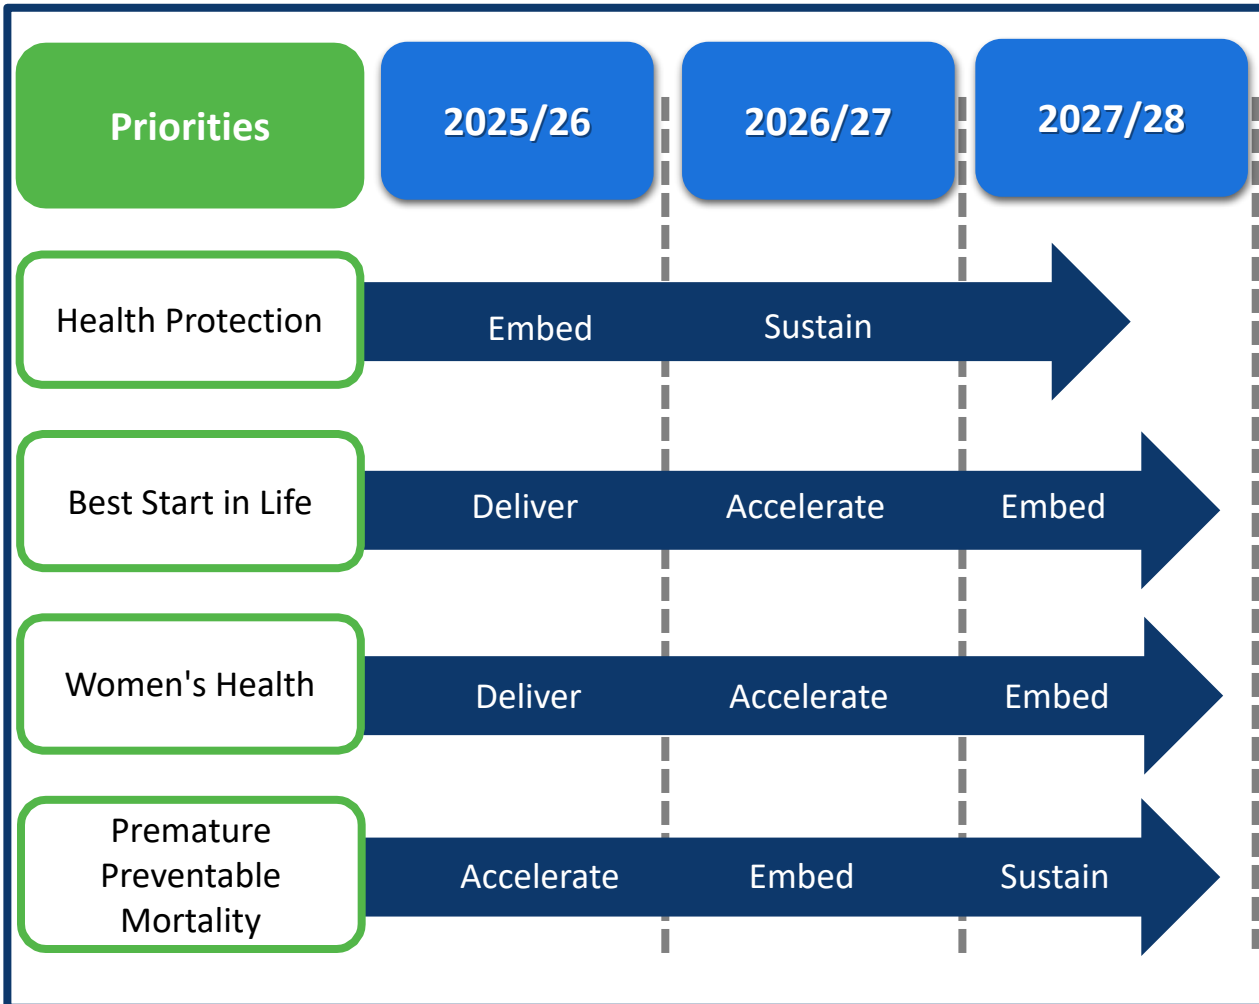 Priorities
2025/26
2026/27
2027/28
Health Protection
Embed
Sustain
Best Start in Life
Deliver
Accelerate
Embed
Women's Health
Deliver
Accelerate
Embed
Premature
Preventable
Mortality
Accelerate
Embed
Sustain